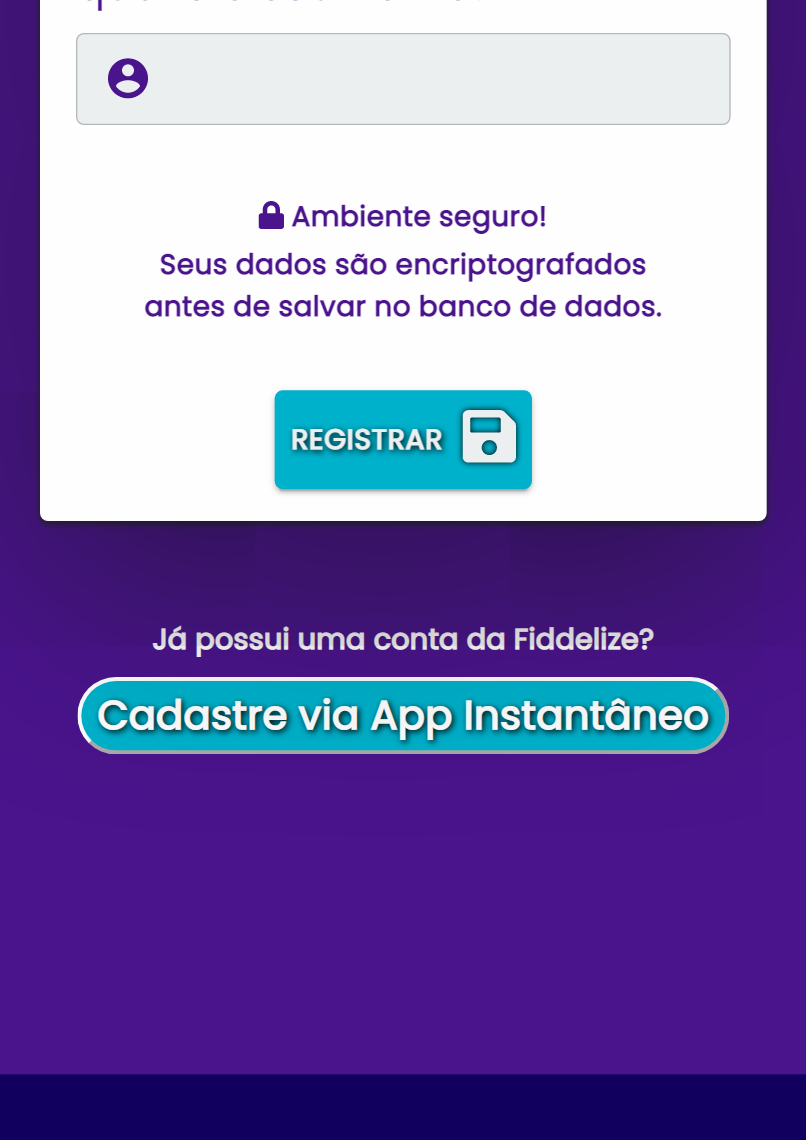 Ambiente seguro!
Seus dados são encriptografados
antes de salvar no banco de dados.
REGISTRAR
Já possui uma conta da Fiddelize?
Cadastre via App Instantâneo